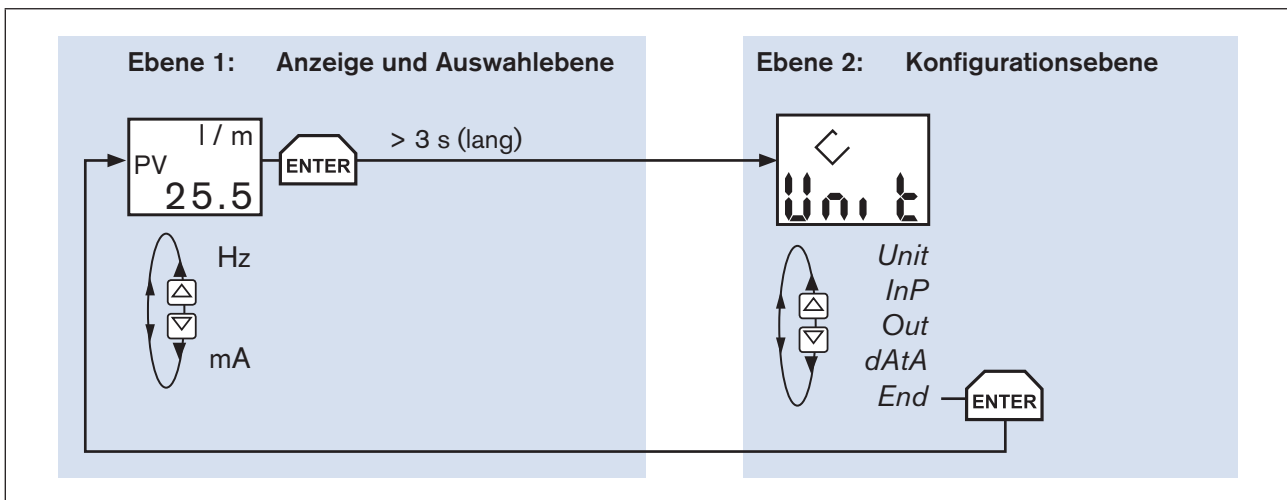 Ebene 1: Anzeige und Auswahlebene
l / m
PV
25.5
ENTER
> 3 s (lang)
Hz
mA
Ebene 2: Konfigurationsebene
Unit
Unit
InP
Out
dAtA
End
ENTER